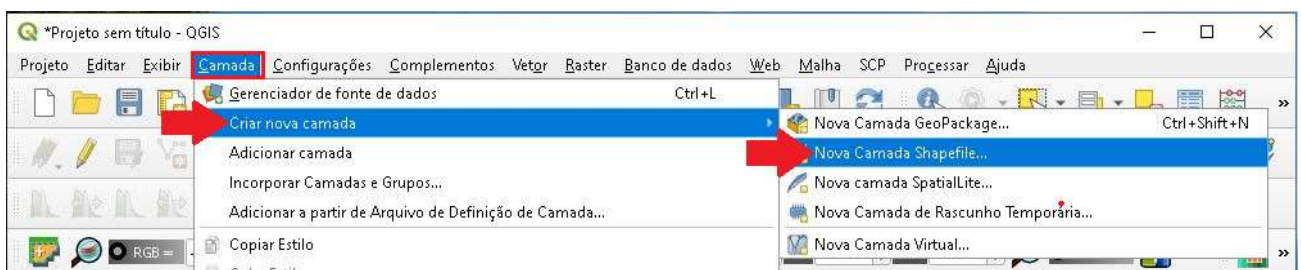 *Projeto sem título - QGIS
Projeto Editar Exibir Camada Configurações Complementos Vetor Raster Banco de dados Web Malha SCP Processar Ajuda
Gerenciador de fonte de dados Ctrl+L
Criar nova camada
Adicionar camada
Incorporar Camadas e Grupos...
Adicionar a partir de Arquivo de Definição de Camada...
Copiar Estilo
RGB =
Nova Camada GeoPackage... Ctrl+Shift+N
Nova Camada Shapefile...
Nova camada SpatialLite...
Nova Camada de Rascunho Temporária...
Nova Camada Virtual...